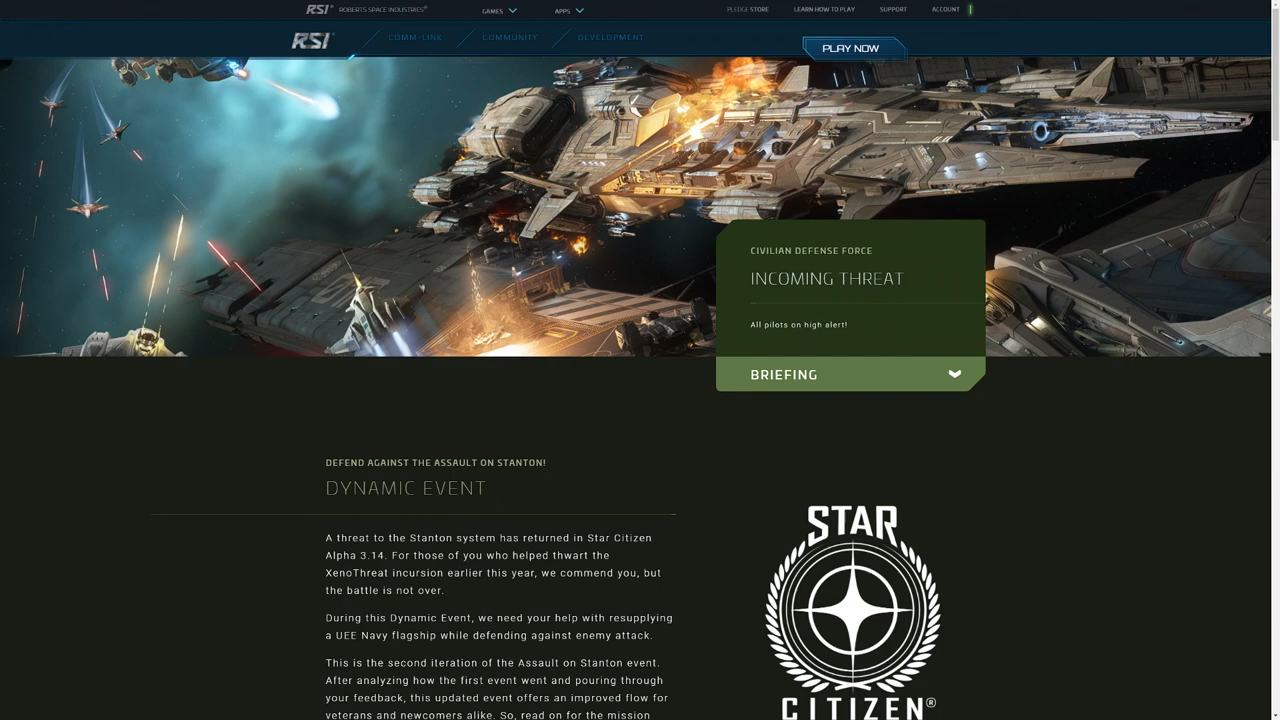 RSI ROBERTS SPACE INDUSTRIES®
GAMES
APPS
PLEDGE STORE
LEARN HOW TO PLAY
SUPPORT
ACCOUNT
RSI
COMM-LINK
COMMUNITY
DEVELOPMENT
PLAY NOW
CIVILIAN DEFENSE FORCE
INCOMING THREAT
All pilots on high alert!
BRIEFING
DEFEND AGAINST THE ASSAULT ON STANTON!
DYNAMIC EVENT
A threat to the Stanton system has returned in Star Citizen
Alpha 3.14. For those of you who helped thwart the
XenoThreat incursion earlier this year, we commend you, but
the battle is not over.
During this Dynamic Event, we need your help with resupplying
a UEE Navy flagship while defending against enemy attack.
This is the second iteration of the Assault on Stanton event.
After analyzing how the first event went and pouring through
your feedback, this updated event offers an improved flow for
veterans and newcomers alike. So, read on for the mission
STAR
CITIZEN®